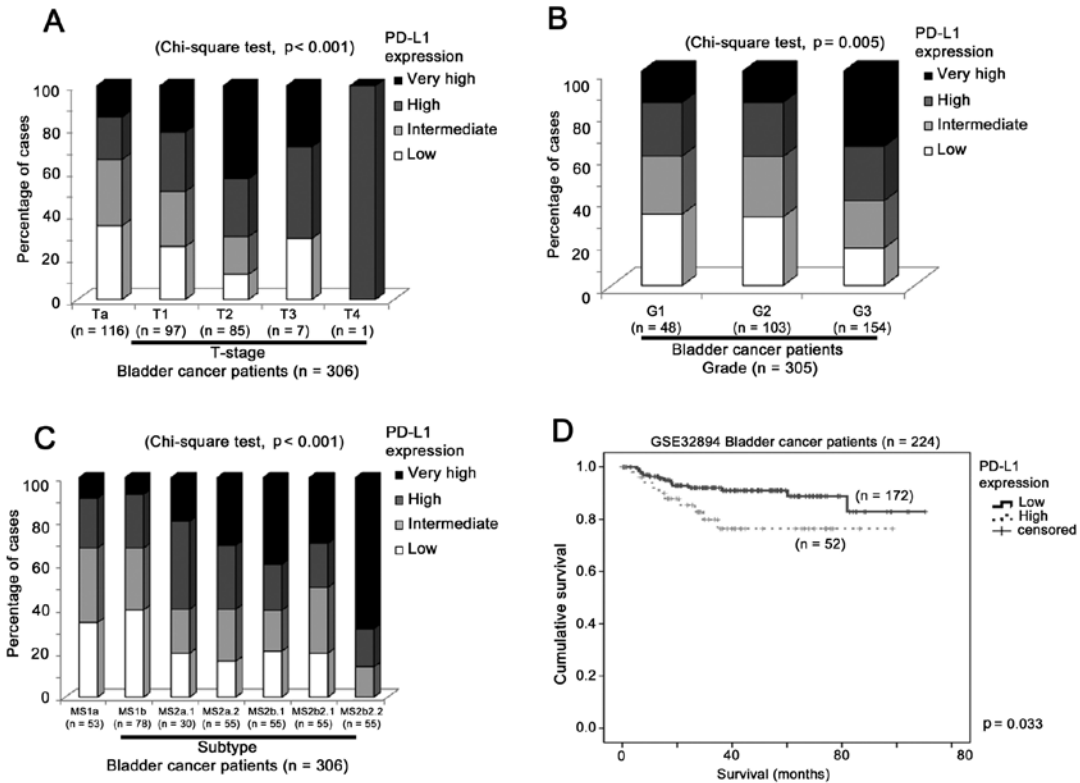 A
(Chi-square test, p< 0.001)
PD-L1
expression
Very high
High
Intermediate
Low
Percentage of cases
100
80
60
40
20
0
Ta T1 T2 T3 T4
(n = 116) (n = 97) (n = 85) (n = 7) (n = 1)
T-stage
Bladder cancer patients (n = 306)
B
(Chi-square test, p = 0.005)
PD-L1
expression
Very high
High
Intermediate
Low
Percentage of cases
100
80
60
40
20
0
G1 G2 G3
(n = 48) (n = 103) (n = 154)
Bladder cancer patients
Grade (n = 305)
C
(Chi-square test, p < 0.001)
PD-L1
expression
Very high
High
Intermediate
Low
Percentage of cases
100
80
60
40
20
0
MS1a MS1b MS2a.1 MS2a.2 MS2b.1 MS2b2.1 MS2b2.2
(n = 53) (n = 78) (n = 30) (n = 55) (n = 55) (n = 55) (n = 55)
Subtype
Bladder cancer patients (n = 306)
D
GSE32894 Bladder cancer patients (n = 224)
PD-L1
expression
Low
High
censored
(n = 172)
(n = 52)
Cumulative survival
1.0
0.8
0.6
0.4
0.2
0.0
0 20 40 60 80
Survival (months)
p = 0.033